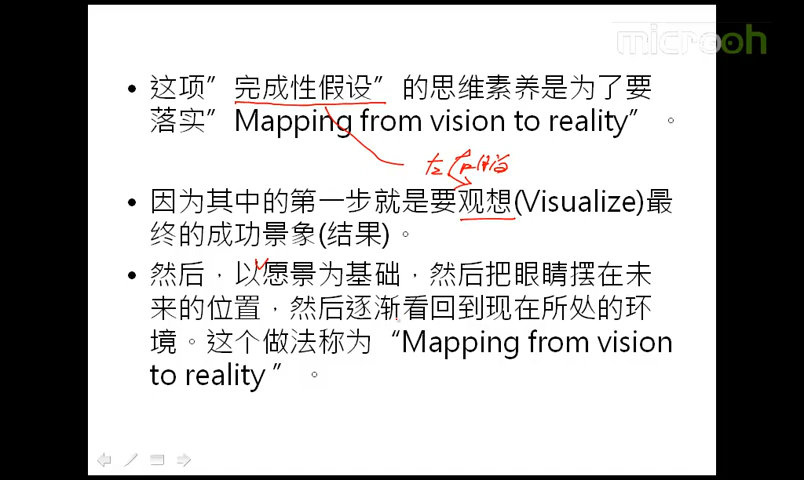 microoh
• 这项”完成性假设”的思维素养是为了要
落实”Mapping from vision to reality”。
• 因为其中的第一步就是要观想(Visualize)最
终的成功景象(结果)。
• 然后，以愿景为基础，然后把眼睛摆在未
来的位置，然后逐渐看回到现在所处的环
境。这个做法称为“Mapping from vision
to reality”。